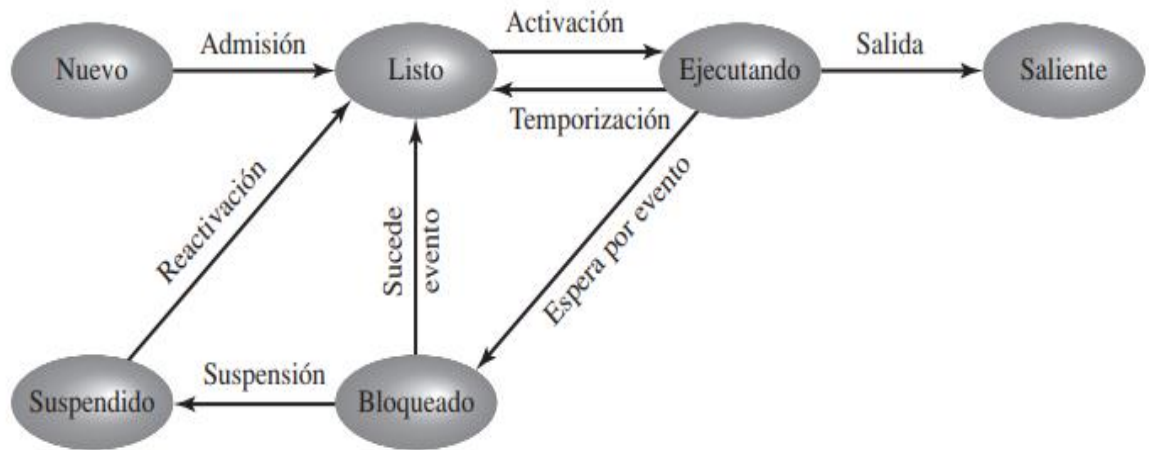 Nuevo
Admisión
Listo
Activación
Temporización
Ejecutando
Salida
Saliente
Reactivación
Sucede
evento
Espera por evento
Suspendido
Suspensión
Bloqueado